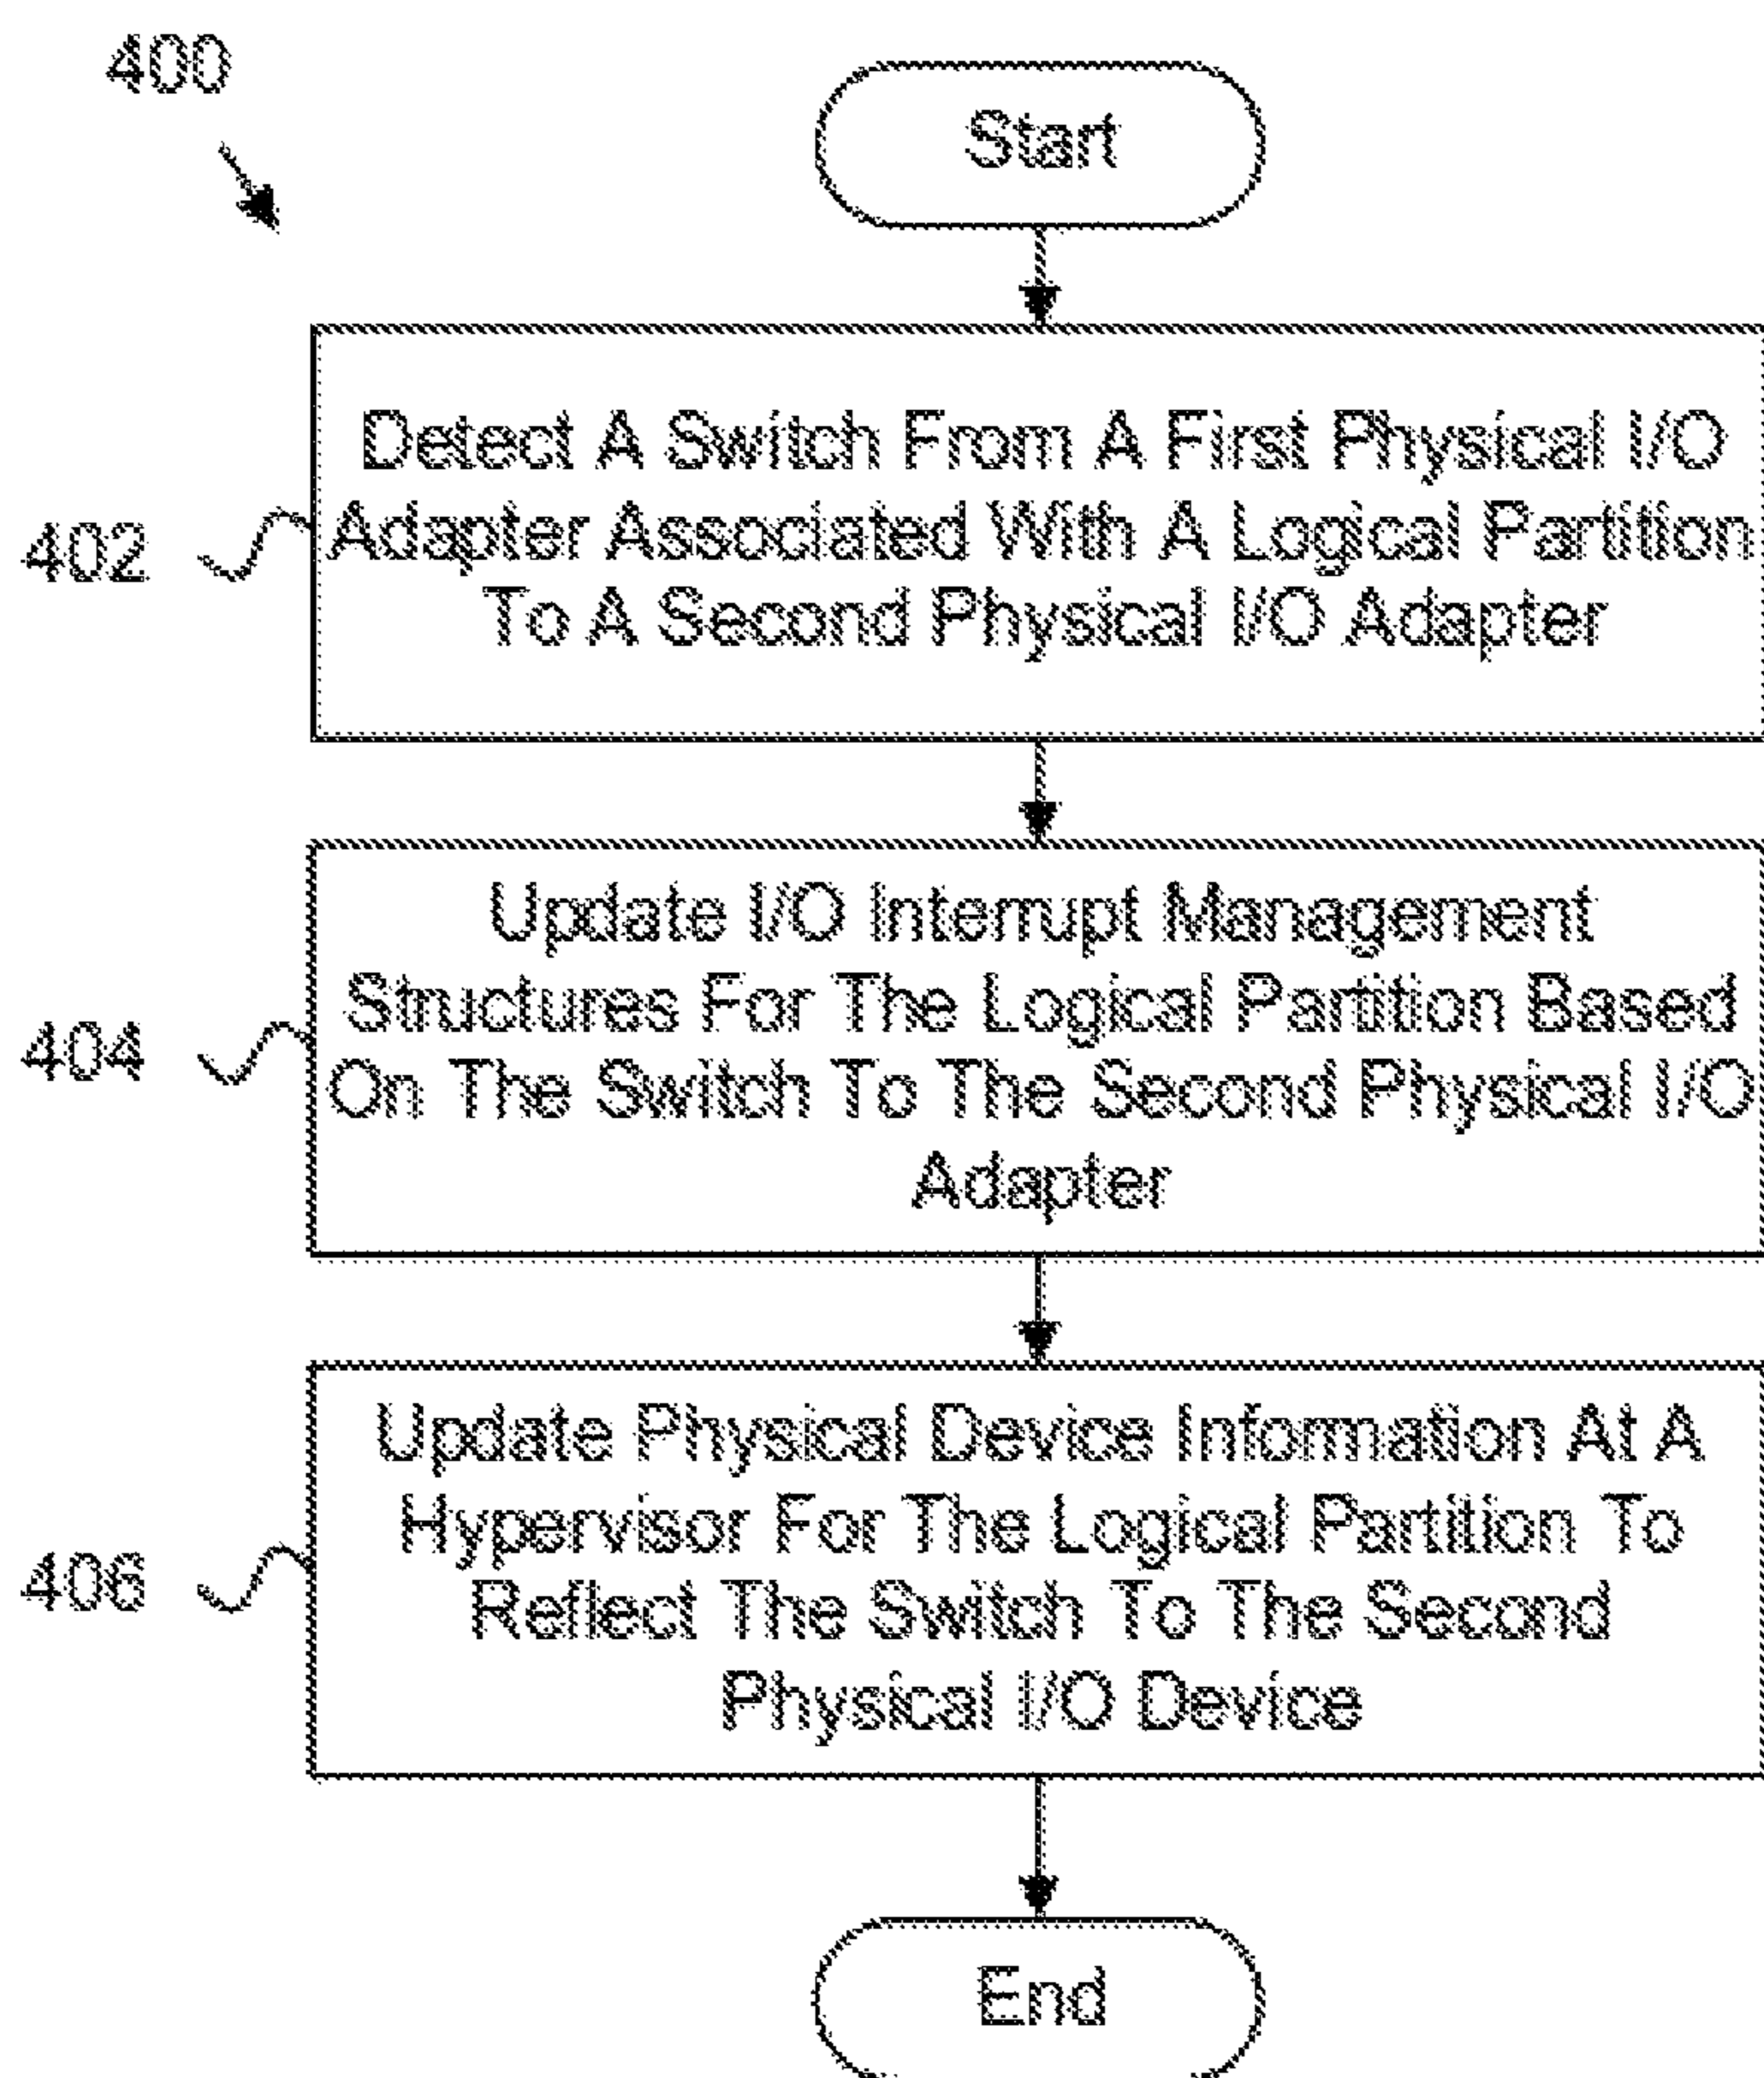 400
Start
Detect A Switch From A First Physical I/O
Adapter Associated With A Logical Partition
To A Second Physical I/O Adapter
402
Update I/O Interrupt Management
Structures For The Logical Partition Based
On The Switch To The Second Physical I/O
Adapter
404
Update Physical Device Information At A
Hypervisor For The Logical Partition To
Reflect The Switch To The Second
Physical I/O Device
406
End